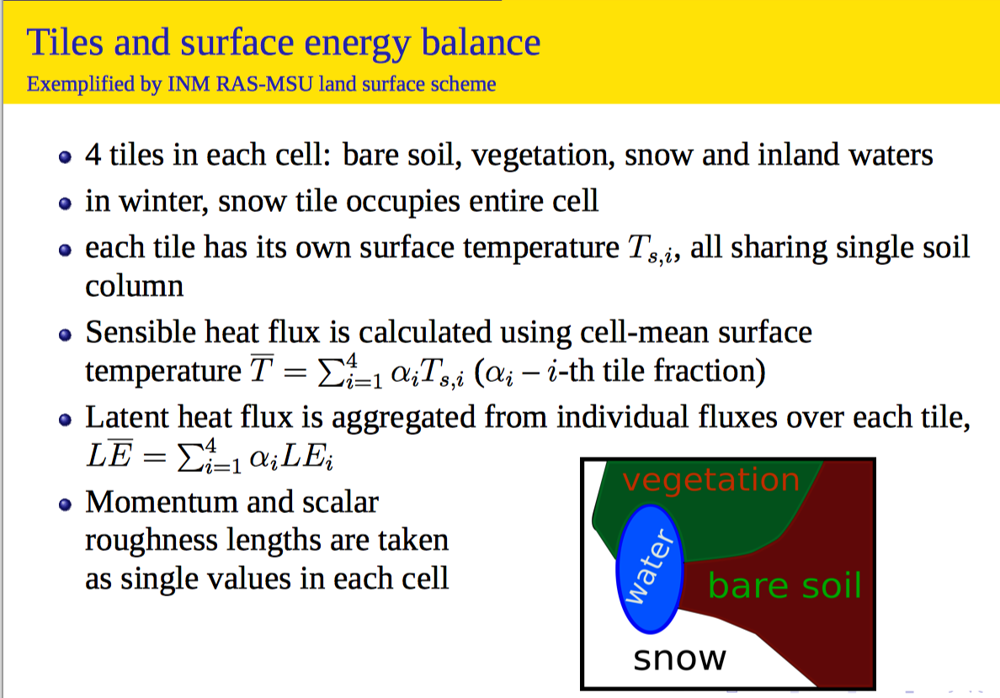 Tiles and surface energy balance
Exemplified by INM RAS-MSU land surface scheme
4 tiles in each cell: bare soil, vegetation, snow and inland waters
in winter, snow tile occupies entire cell
each tile has its own surface temperature $T_{s,i}$, all sharing single soil
column
Sensible heat flux is calculated using cell-mean surface
temperature $\overline{T} = \sum_{i=1}^{4} \alpha_i T_{s,i}$ ($\alpha_i$ – $i$-th tile fraction)
Latent heat flux is aggregated from individual fluxes over each tile,
$L\overline{E} = \sum_{i=1}^{4} \alpha_i LE_i$
Momentum and scalar
roughness lengths are taken
as single values in each cell
vegetation
water
bare soil
snow